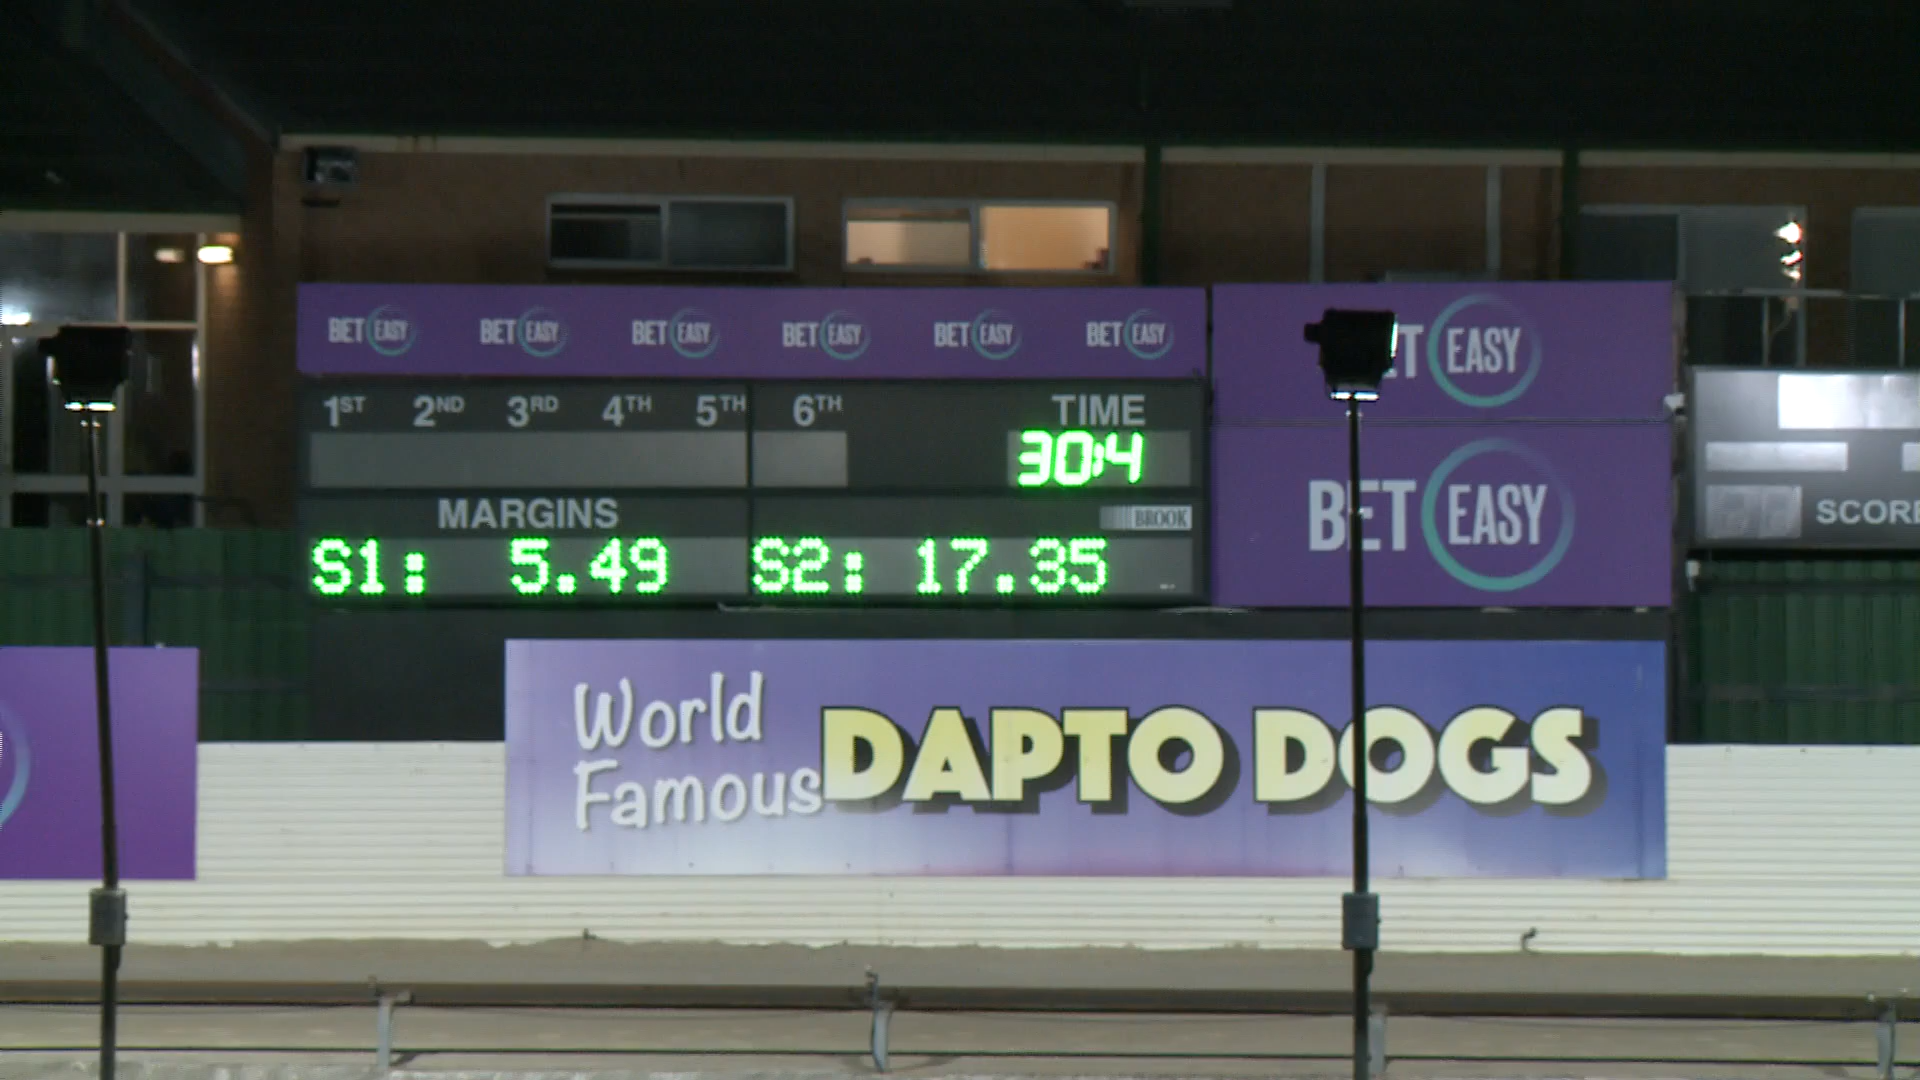 BET EASY BET EASY BET EASY BET EASY BET EASY BET EASY
EASY
1ST 2ND 3RD 4TH 5TH 6TH TIME
30:4
BET EASY
MARGINS BROOK
SCORE
S1: 5.49 S2: 17.35
World
Famous
DAPTO DOGS